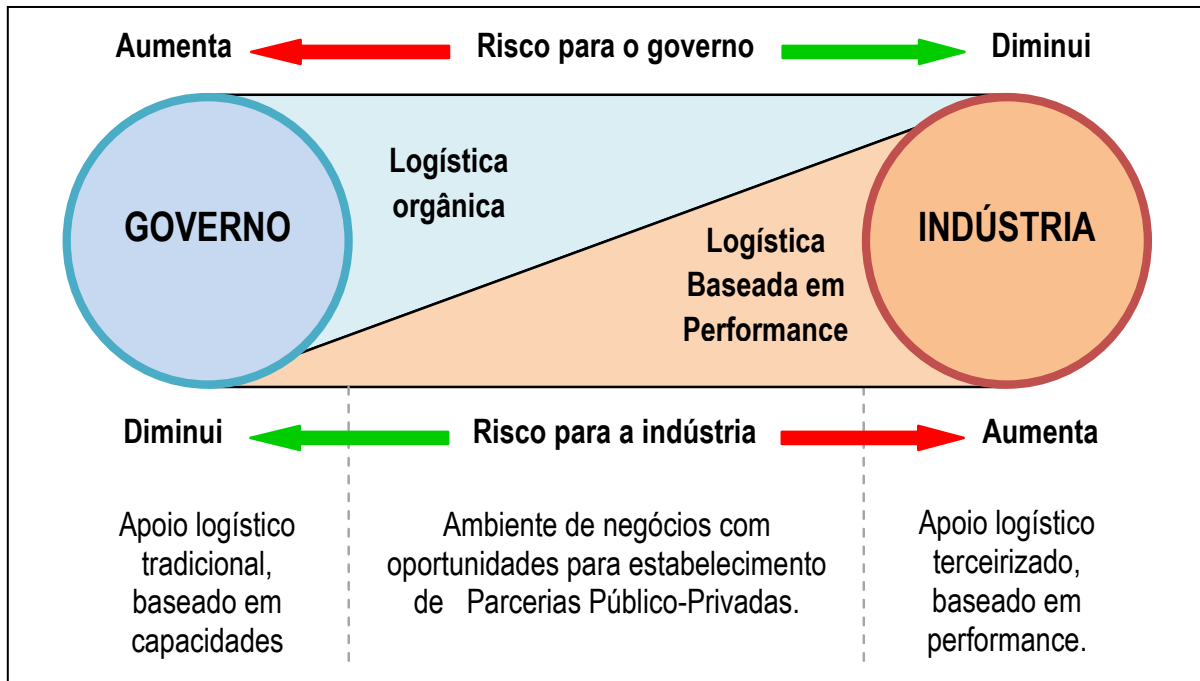 Aumenta Risco para o governo Diminui
Logística
orgânica
GOVERNO
INDÚSTRIA
Logística
Baseada em
Performance
Diminui Risco para a indústria Aumenta
Apoio logístico
tradicional,
baseado em
capacidades
Ambiente de negócios com
oportunidades para estabelecimento
de Parcerias Público-Privadas.
Apoio logístico
terceirizado,
baseado em
performance.